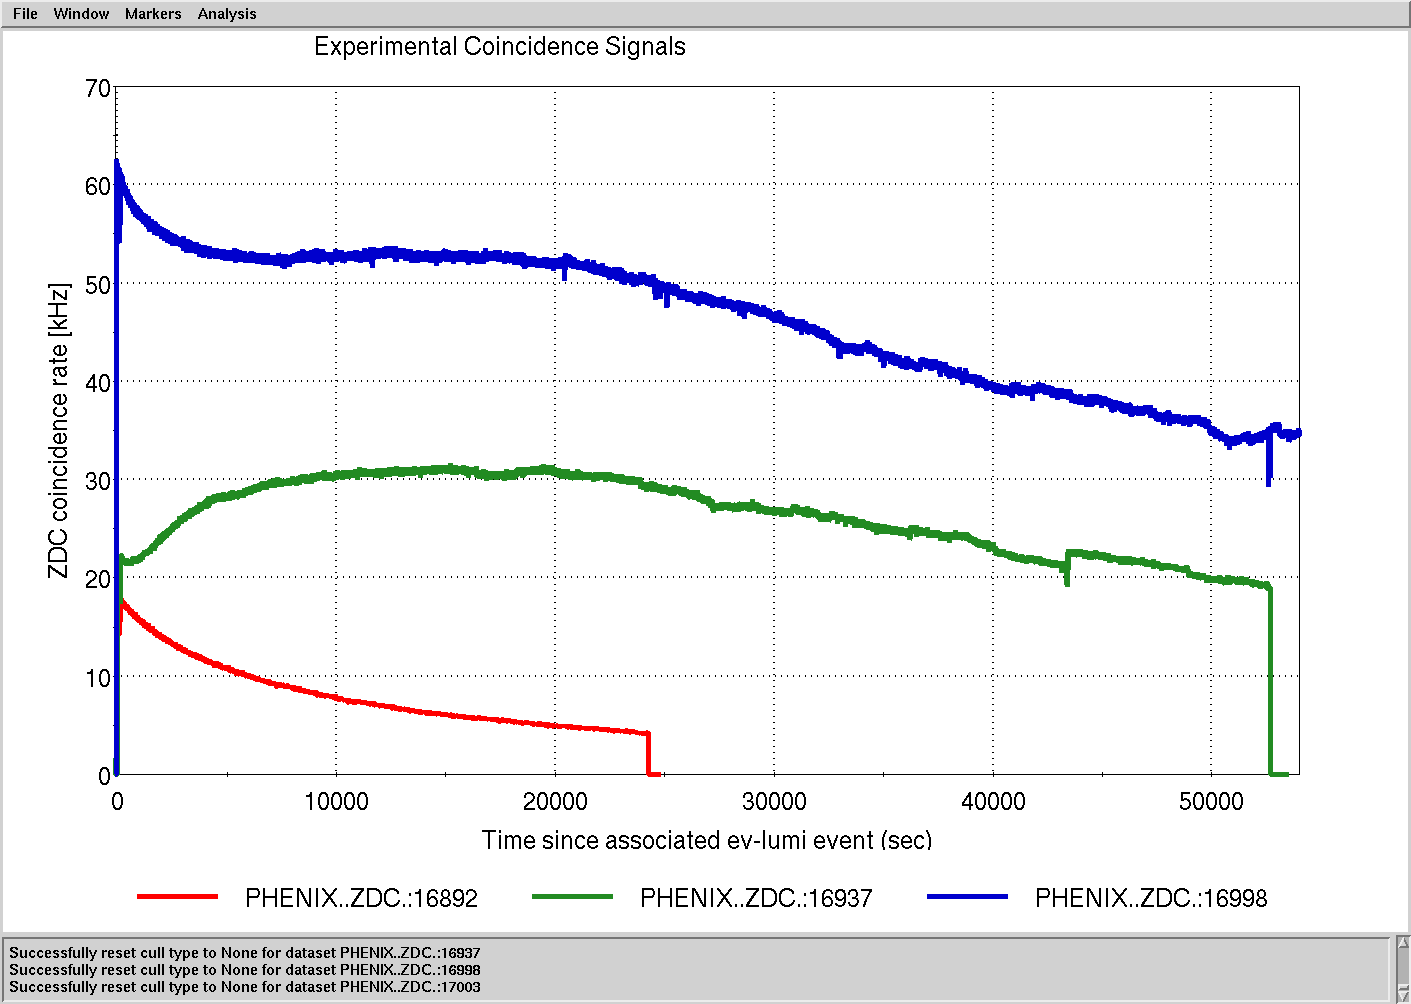 File Window Markers Analysis
Experimental Coincidence Signals
70
60
50
40
30
20
10
0
ZDC coincidence rate [kHz]
0 10000 20000 30000 40000 50000
Time since associated ev-lumi event (sec)
PHENIX..ZDC.:16892 PHENIX..ZDC.:16937 PHENIX..ZDC.:16998
Successfully reset cull type to None for dataset PHENIX..ZDC.:16937
Successfully reset cull type to None for dataset PHENIX..ZDC.:16998
Successfully reset cull type to None for dataset PHENIX..ZDC.:17003